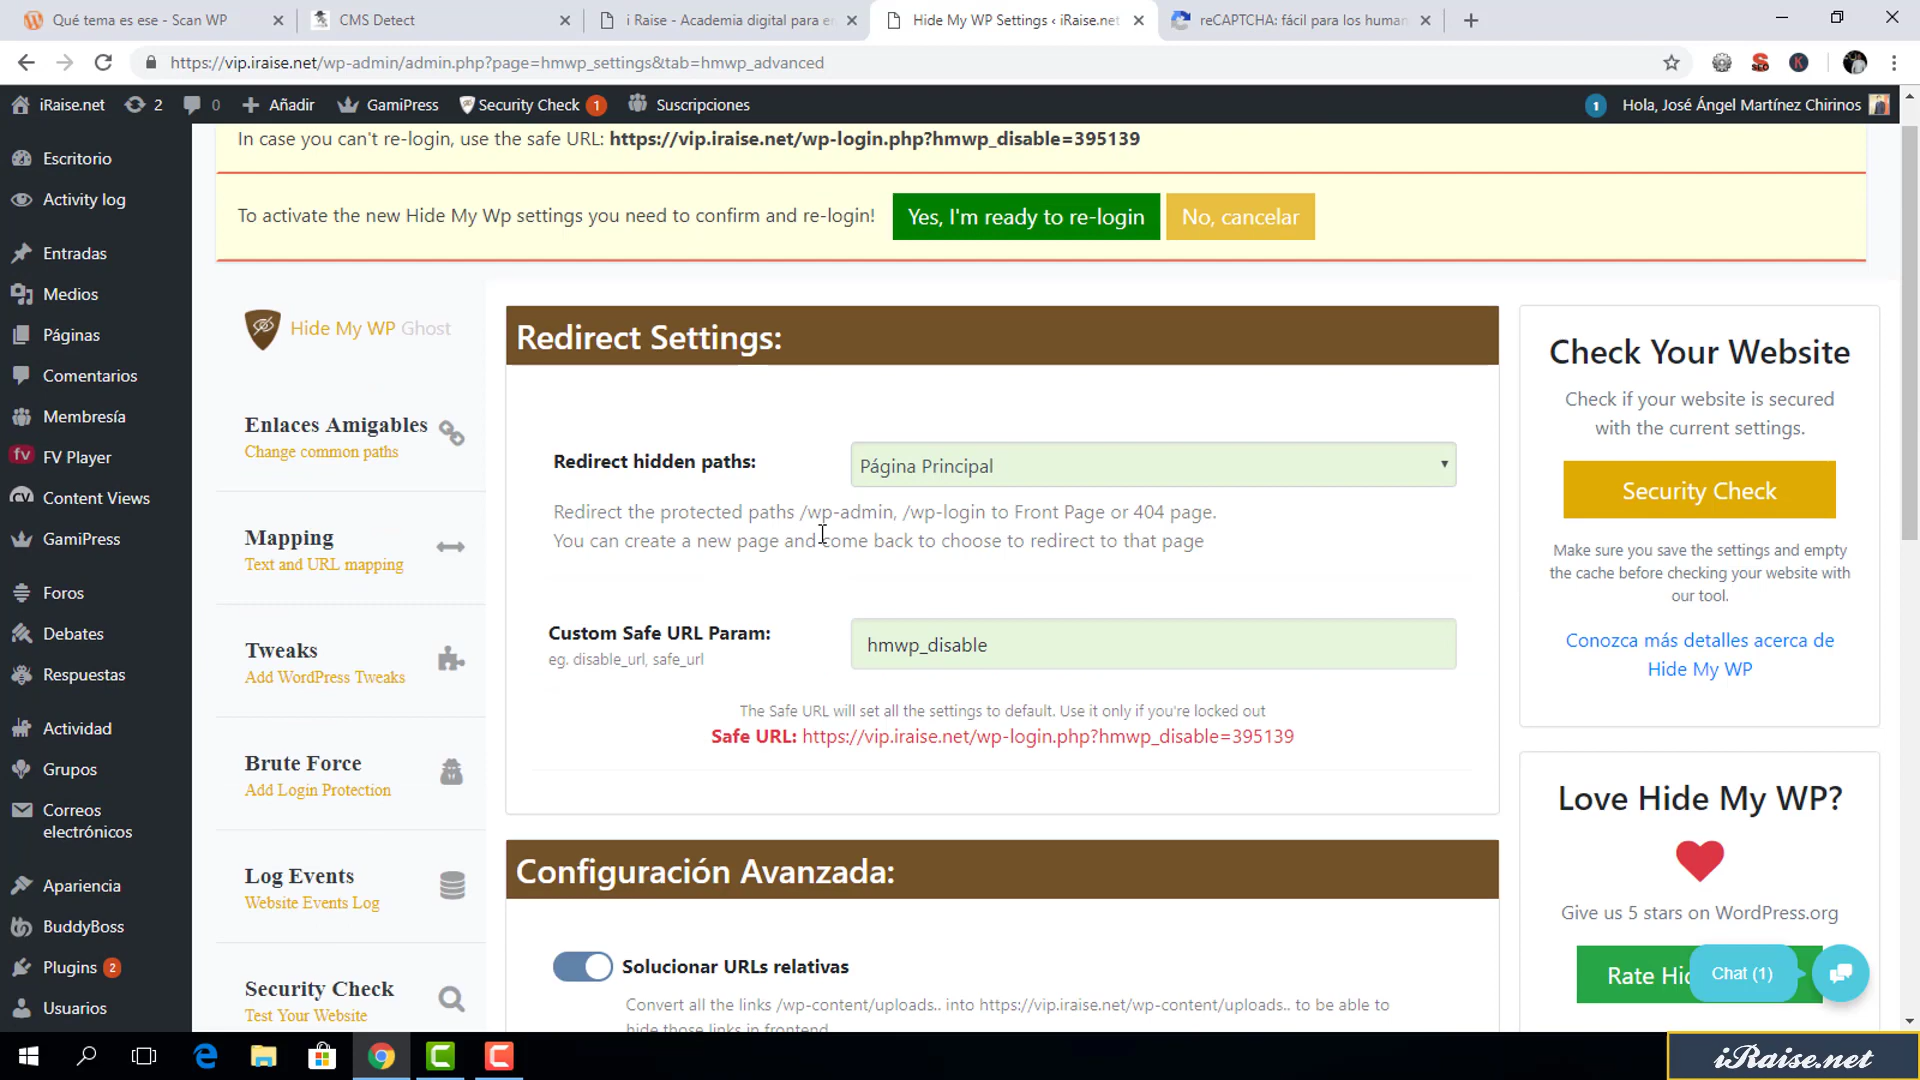 Qué tema es ese - Scan WP
CMS Detect
i Raise - Academia digital para en
Hide My WP Settings ‹ iRaise.net
reCAPTCHA: fácil para los human
https://vip.iraise.net/wp-admin/admin.php?page=hmwp_settings&tab=hmwp_advanced
iRaise.net
2
0
Añadir
GamiPress
Security Check 1
Suscripciones
1
Hola, José Ángel Martínez Chirinos
In case you can't re-login, use the safe URL: https://vip.iraise.net/wp-login.php?hmwp_disable=395139
To activate the new Hide My Wp settings you need to confirm and re-login!
Yes, I'm ready to re-login
No, cancelar
Escritorio
Activity log
Entradas
Medios
Páginas
Comentarios
Membresía
FV Player
Content Views
GamiPress
Foros
Debates
Respuestas
Actividad
Grupos
Correos
electrónicos
Apariencia
BuddyBoss
Plugins 2
Usuarios
Hide My WP Ghost
Enlaces Amigables
Change common paths
Mapping
Text and URL mapping
Tweaks
Add WordPress Tweaks
Brute Force
Add Login Protection
Log Events
Website Events Log
Security Check
Test Your Website
Redirect Settings:
Redirect hidden paths:
Página Principal
Redirect the protected paths /wp-admin, /wp-login to Front Page or 404 page.
You can create a new page and come back to choose to redirect to that page
Custom Safe URL Param:
eg. disable_url, safe_url
hmwp_disable
The Safe URL will set all the settings to default. Use it only if you're locked out
Safe URL: https://vip.iraise.net/wp-login.php?hmwp_disable=395139
Configuración Avanzada:
Solucionar URLs relativas
Convert all the links /wp-content/uploads.. into https://vip.iraise.net/wp-content/uploads.. to be able to
hide those links in frontend
Check Your Website
Check if your website is secured
with the current settings.
Security Check
Make sure you save the settings and empty
the cache before checking your website with
our tool.
Conozca más detalles acerca de
Hide My WP
Love Hide My WP?
Give us 5 stars on WordPress.org
Rate Hid
Chat (1)
iRaise.net